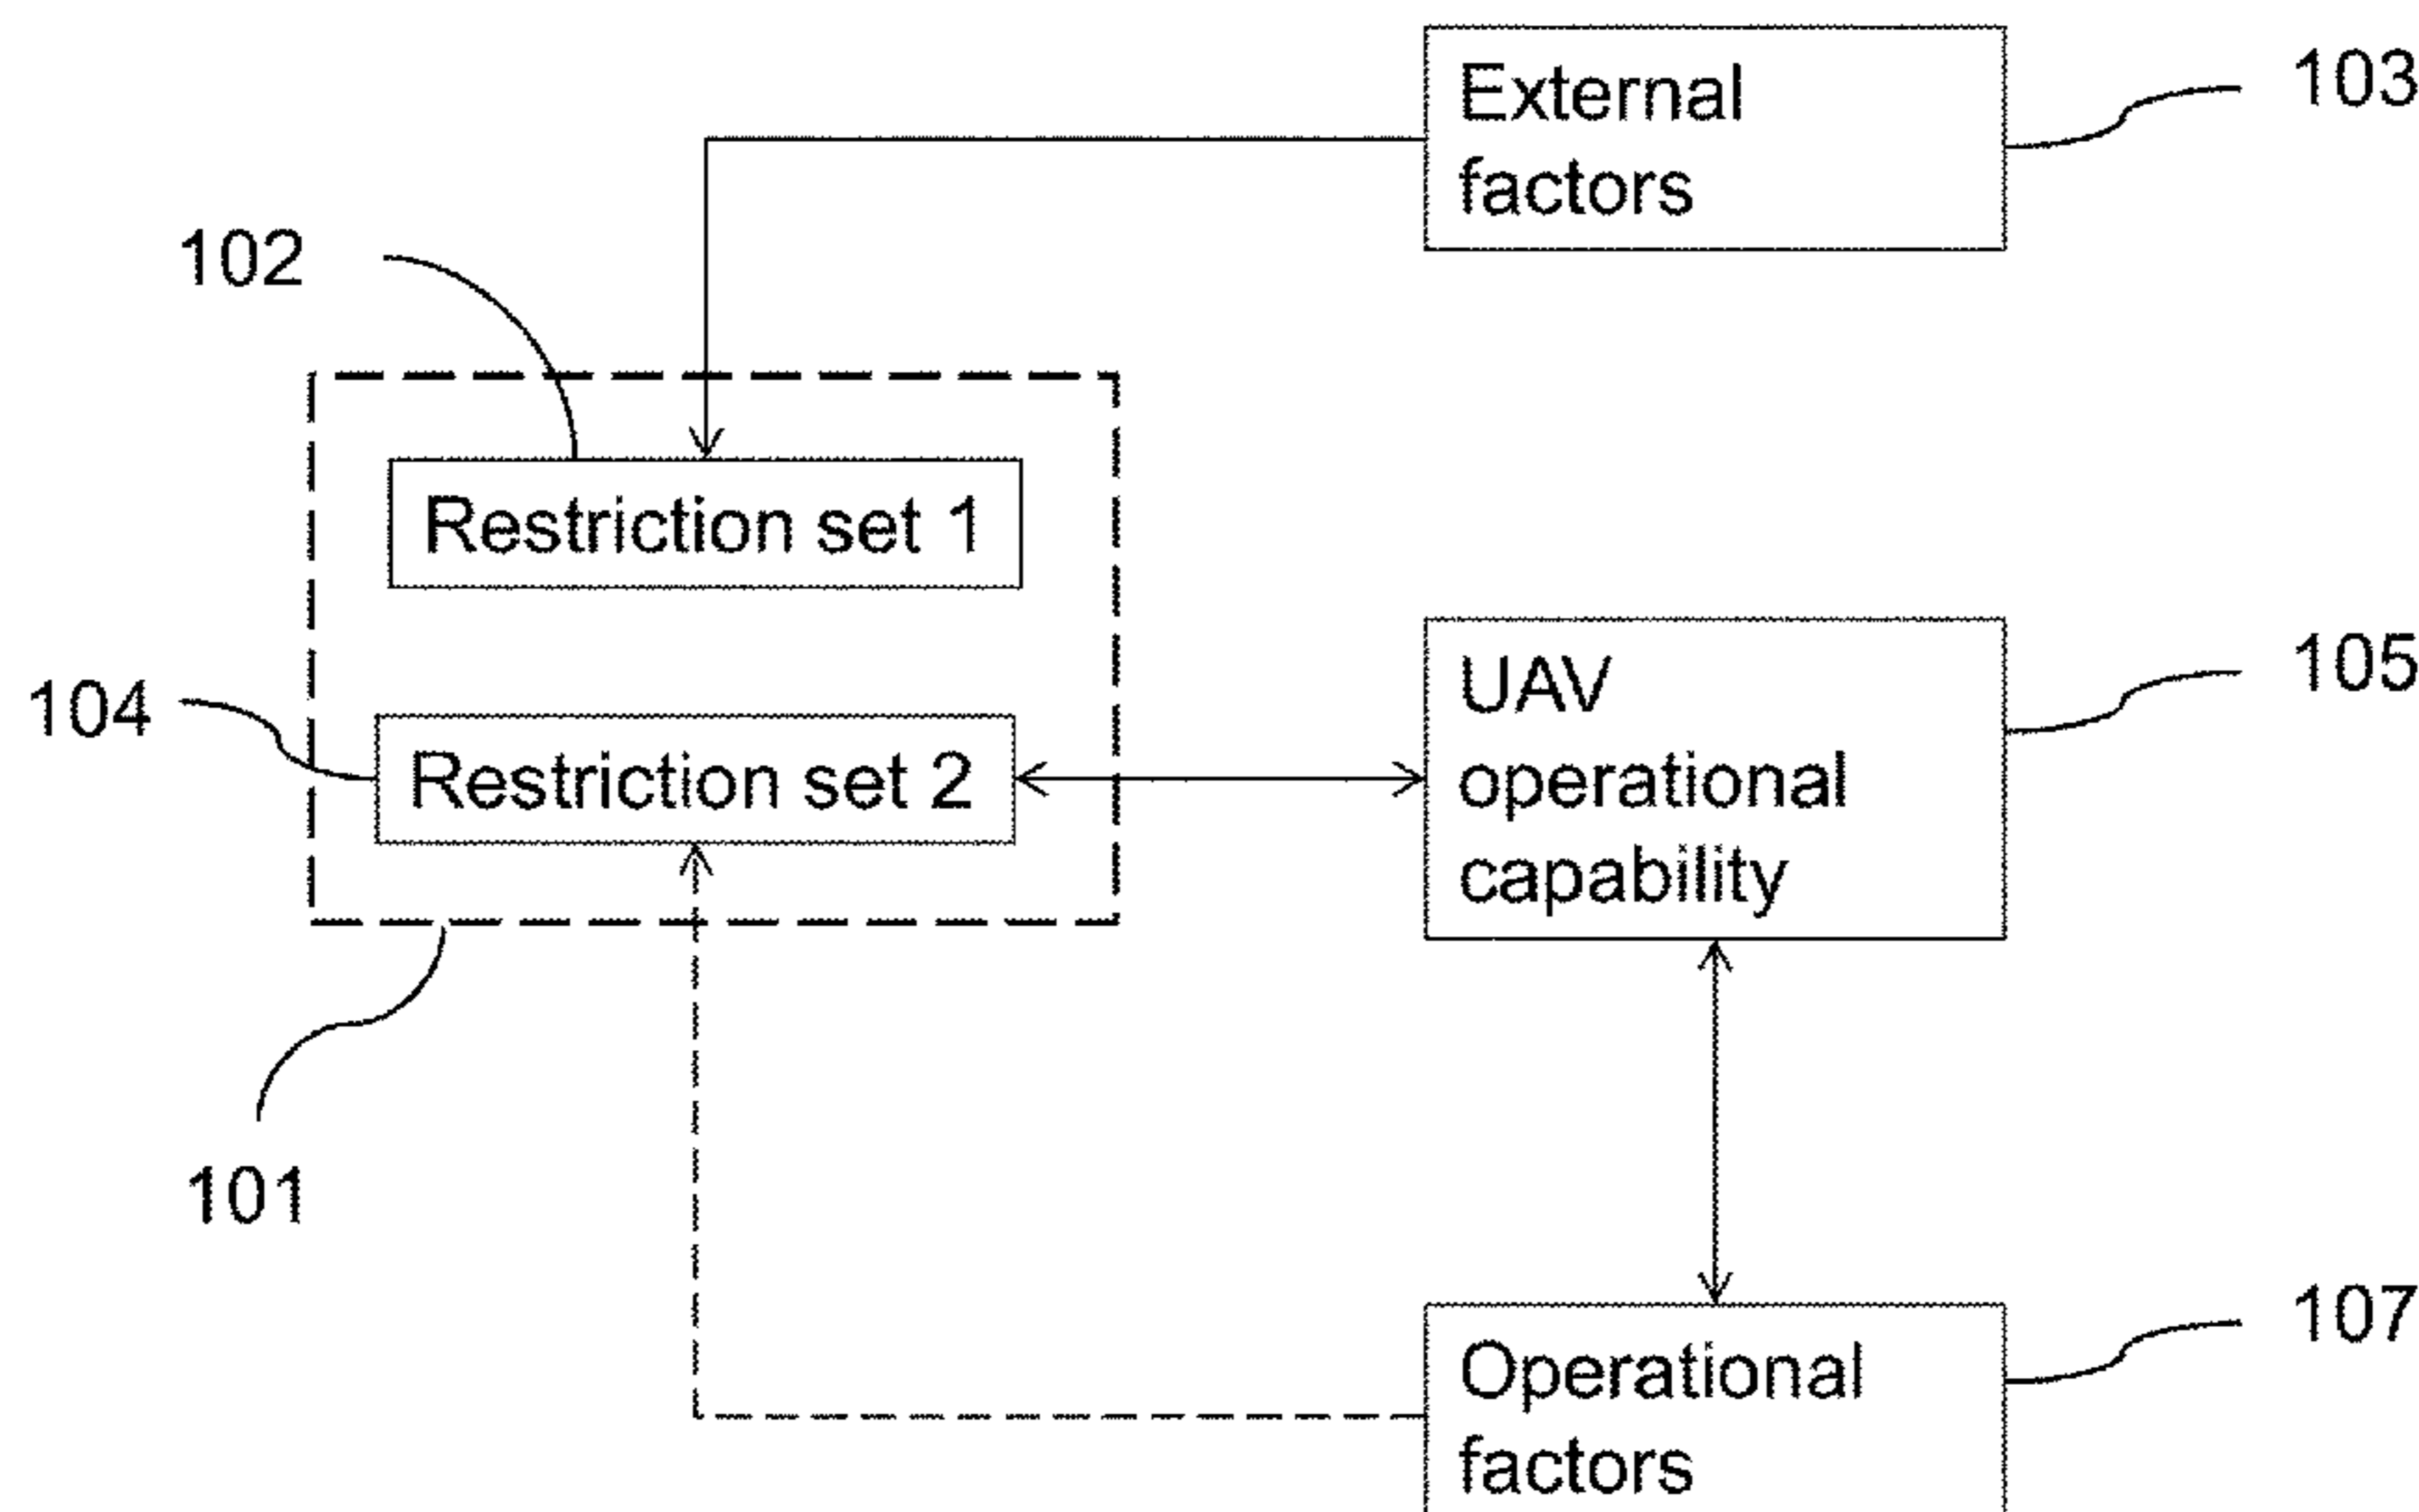 External
factors
103
102
Restriction set 1
UAV
operational
capability
105
104
Restriction set 2
101
Operational
factors
107